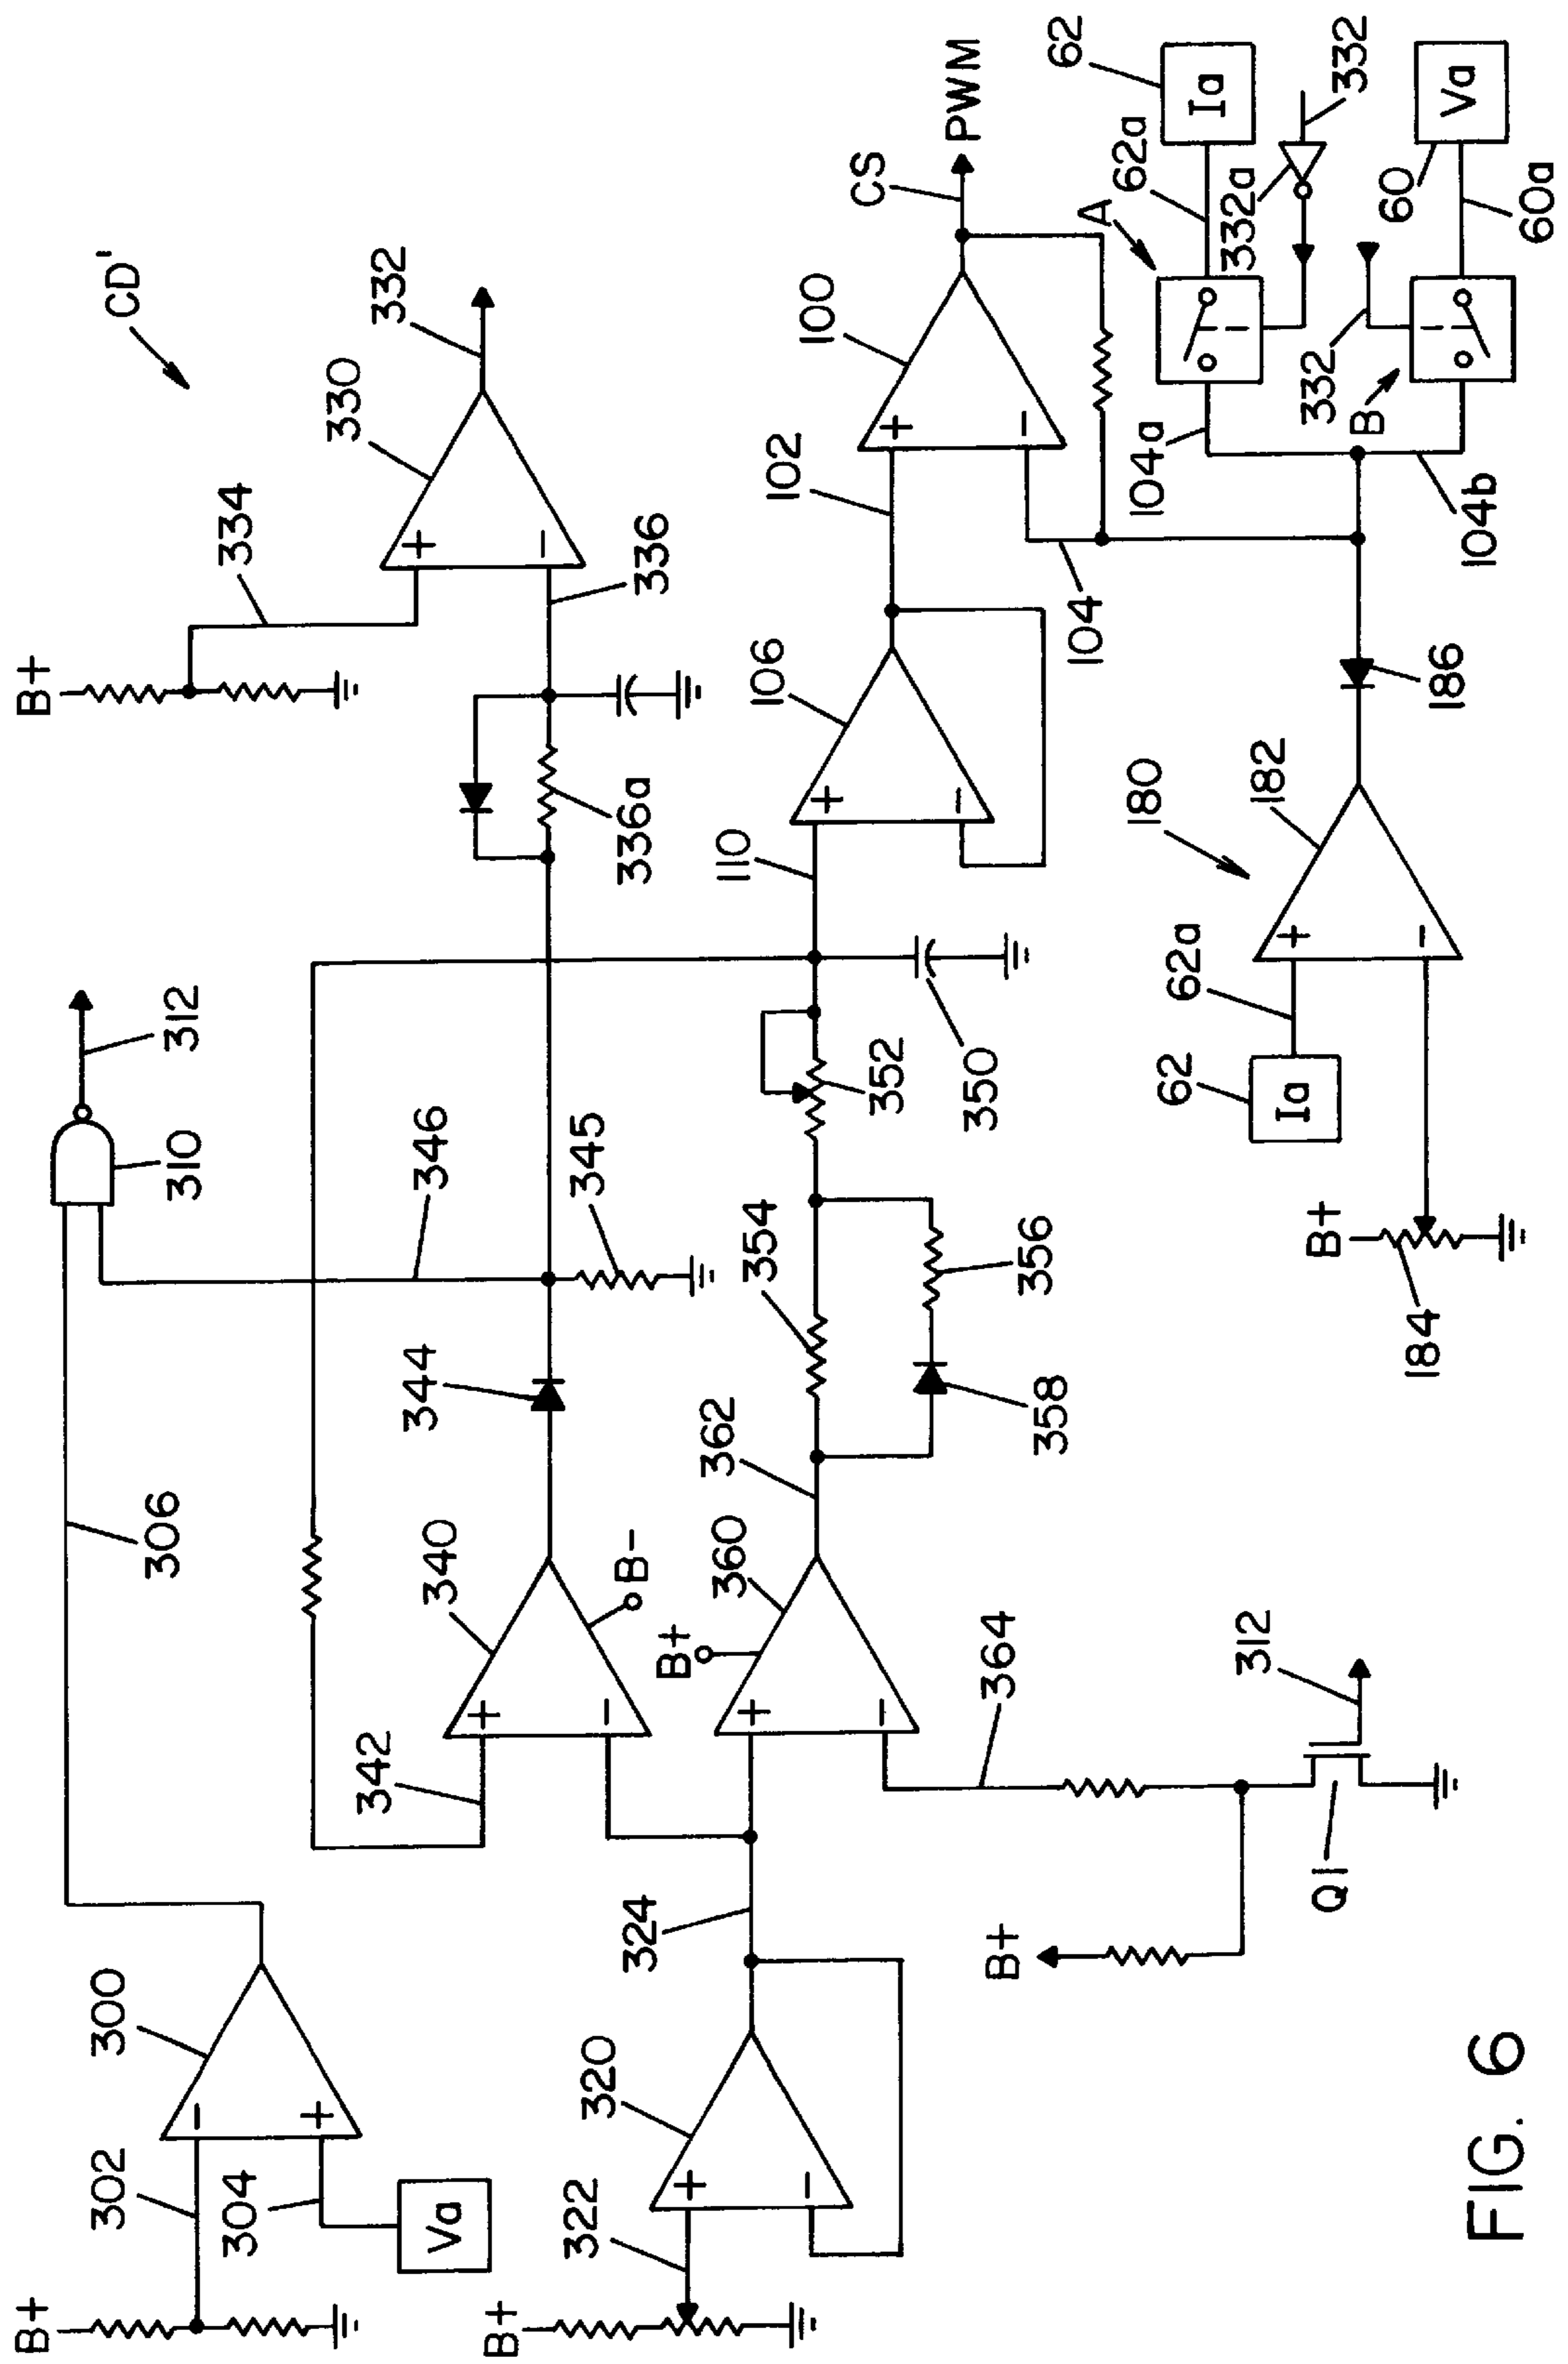 CD'
B+
334
330
332
+
-
336
336a
312
310
346
345
344
306
340
B-
342
+
-
300
302
304
-
+
Va
B+
CS
PWM
100
+
-
102
104
106
+
-
110
352
350
354
356
358
362
360
B+
+
-
364
324
320
322
+
-
B+
B+
Q1
312
62
Ia
62a
A
332a
332
332
B
60
Va
60a
104a
104b
186
180
182
+
-
62a
62
Ia
B+
184
FIG. 6